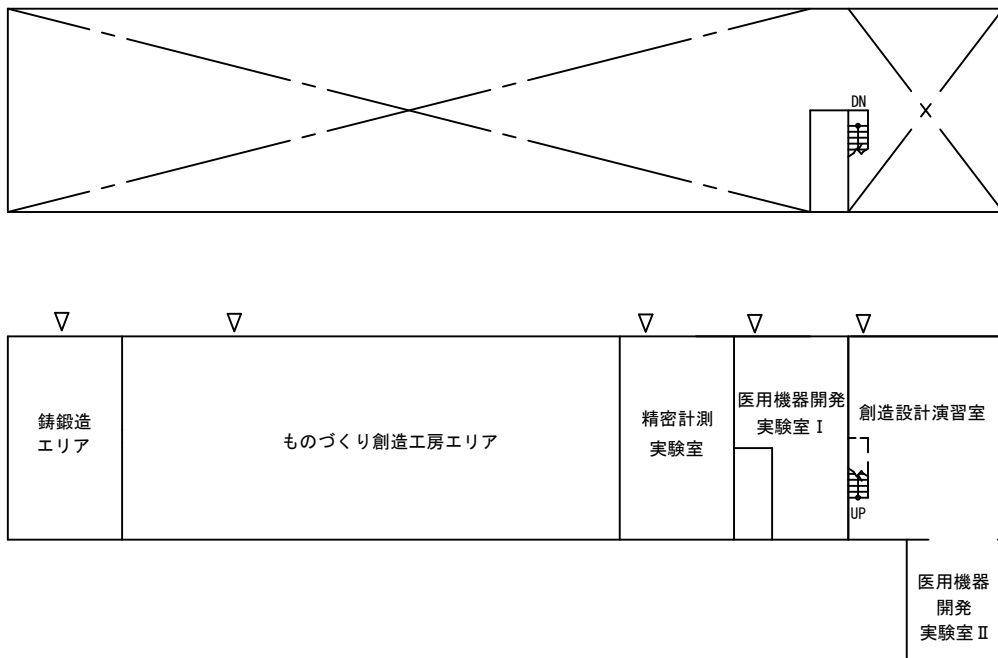 DN
鋳鍛造
エリア
ものづくり創造工房エリア
精密計測
実験室
医用機器開発
実験室Ⅰ
創造設計演習室
UP
医用機器
開発
実験室Ⅱ